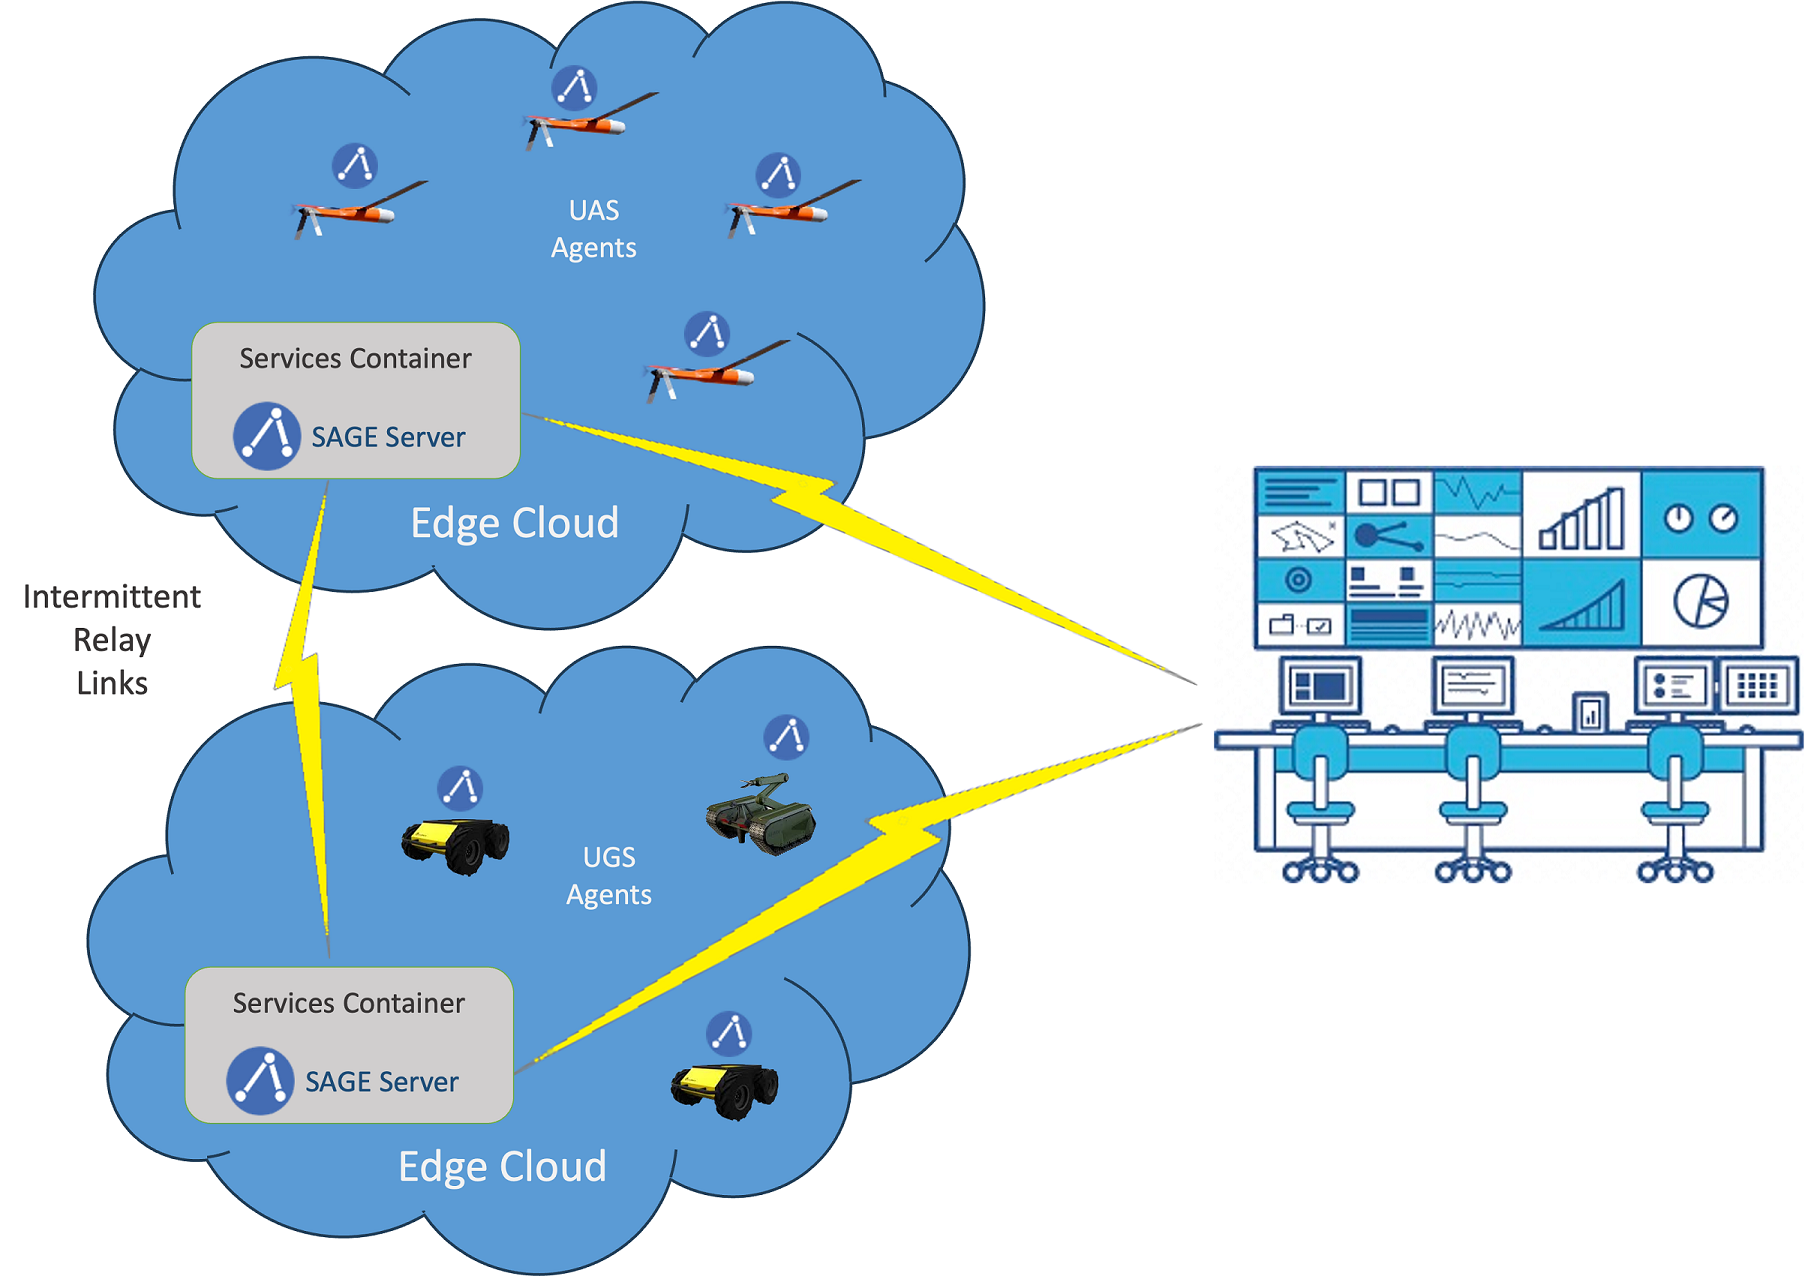 UAS
Agents
Services Container
SAGE Server
Edge Cloud
Intermittent
Relay
Links
UGS
Agents
Services Container
SAGE Server
Edge Cloud